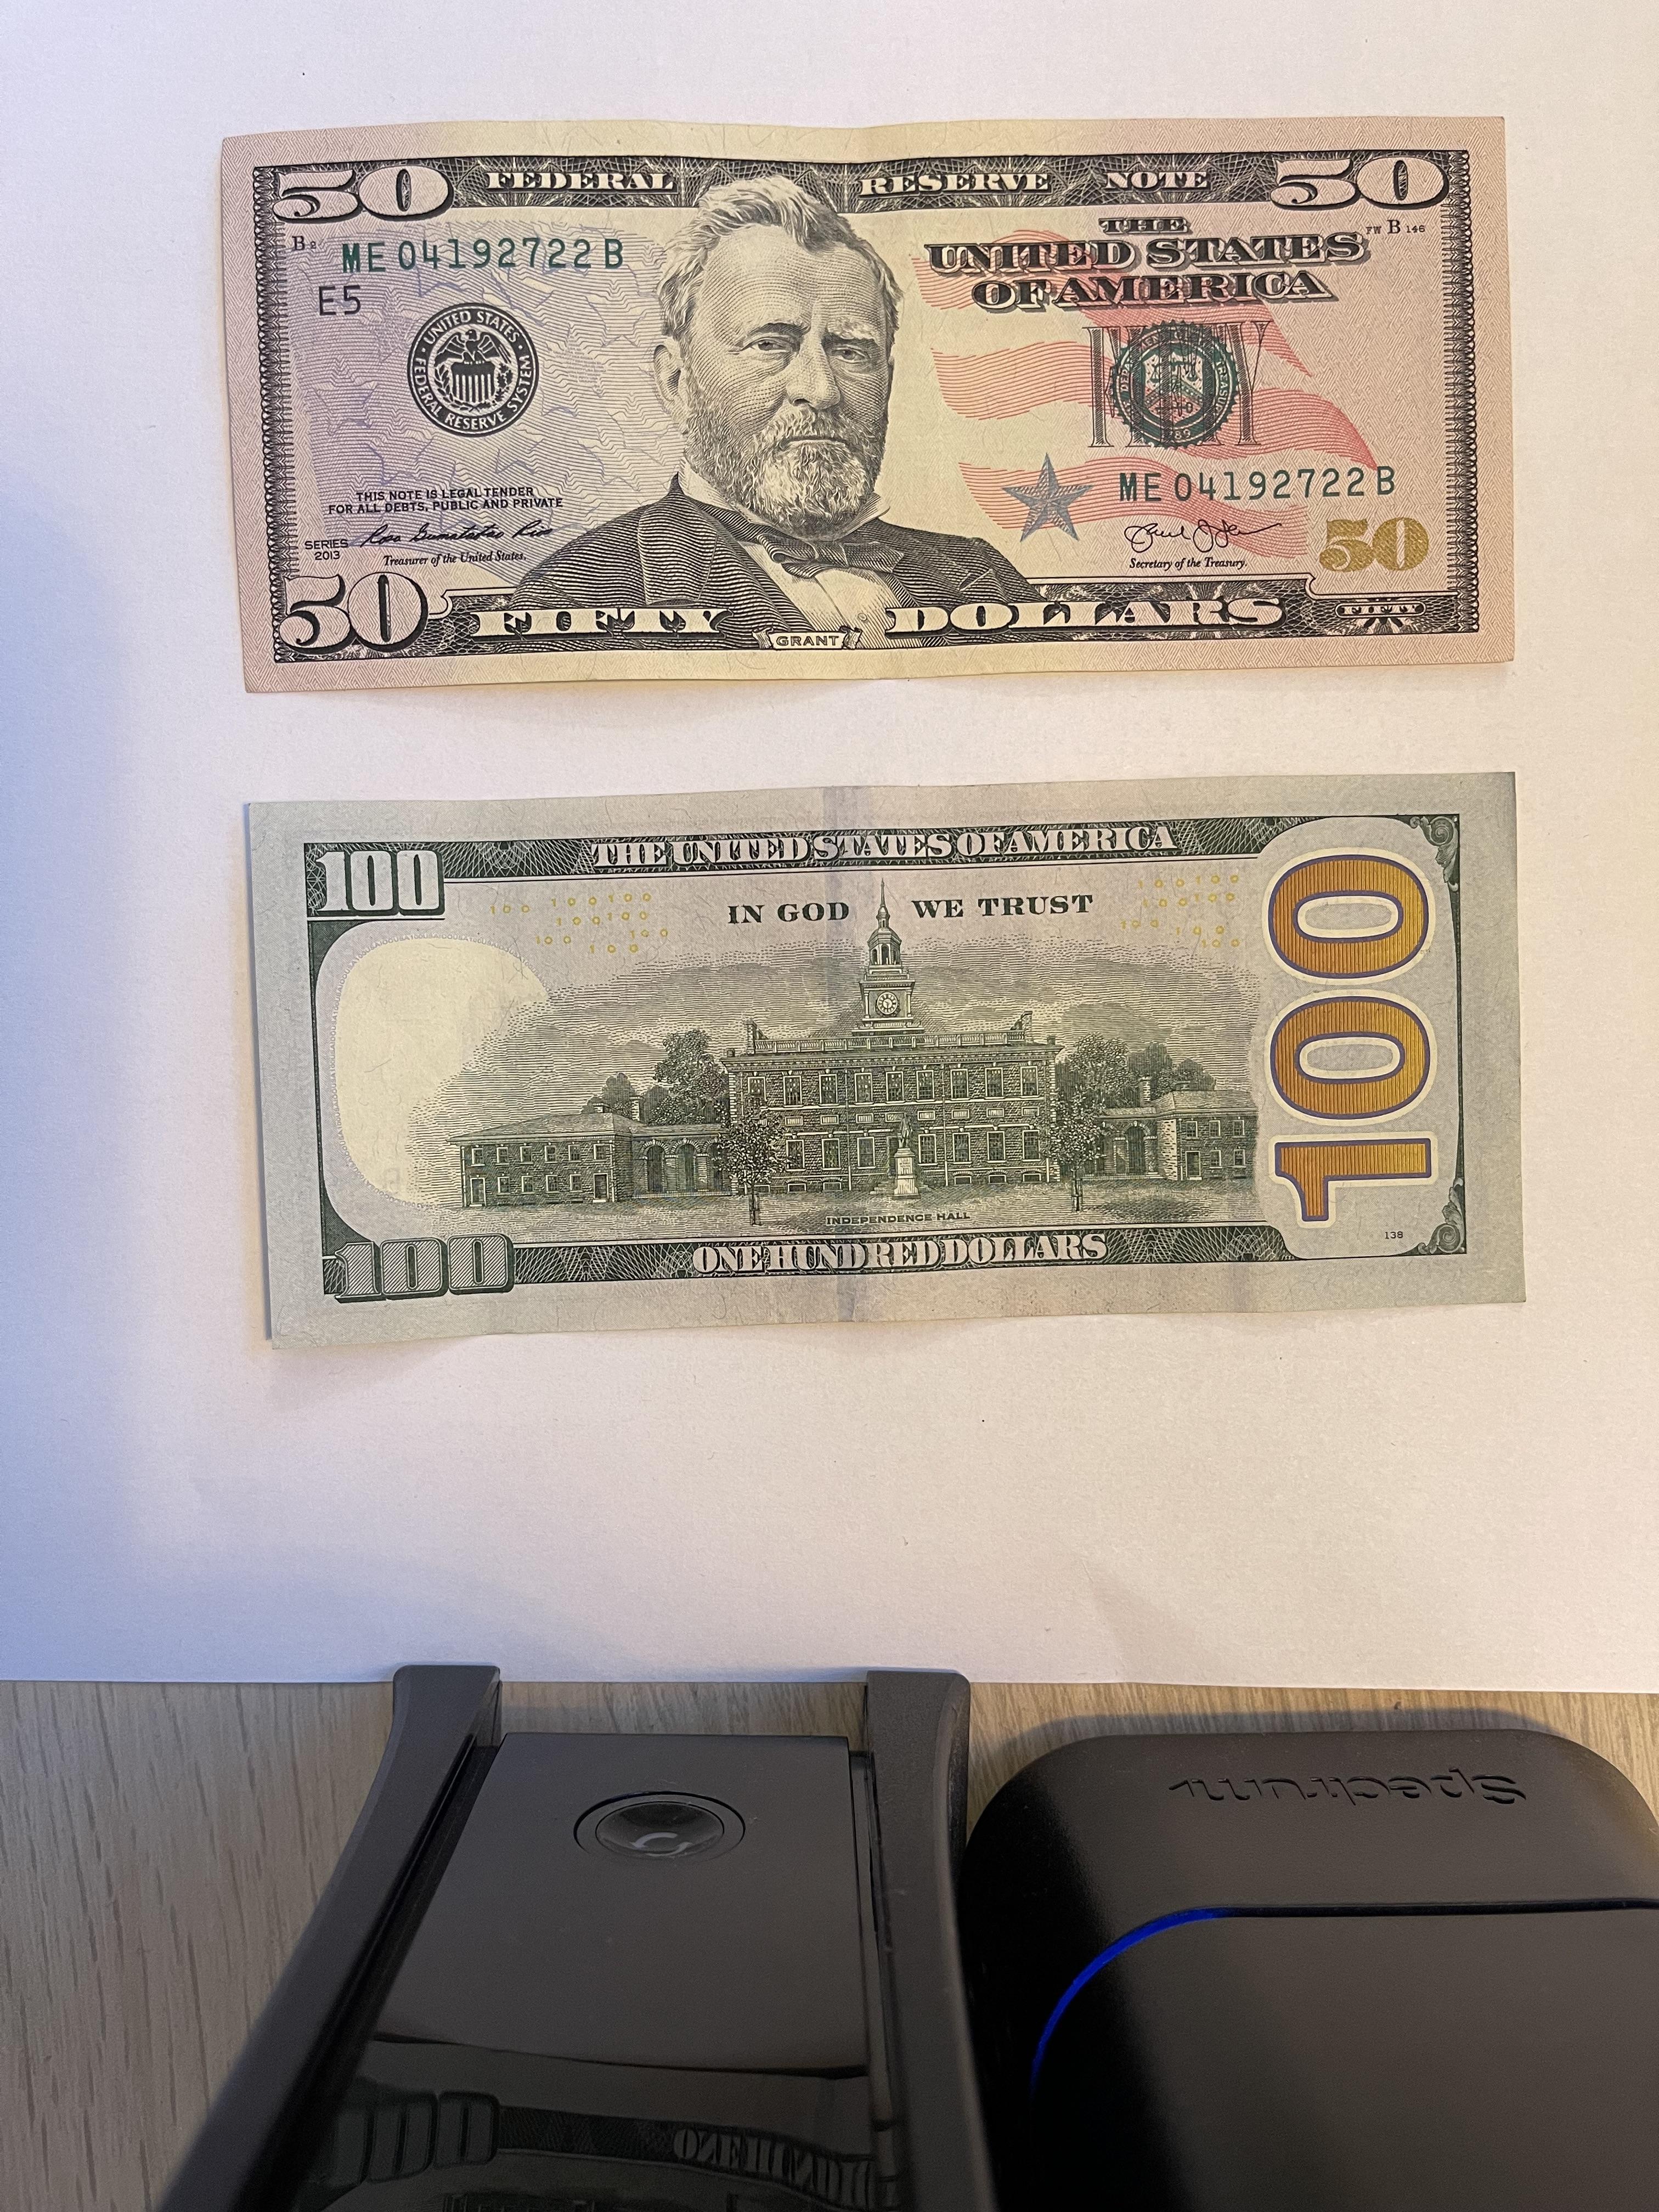 50 FEDERAL RESERVE NOTE 50
THE
UNITED STATES
OF AMERICA
FW B 146
B2
ME 04192722 B
E5
UNITED STATES
FEDERAL RESERVE SYSTEM
THIS NOTE IS LEGAL TENDER
FOR ALL DEBTS, PUBLIC AND PRIVATE
ME 04192722 B
SERIES
2013
Treasurer of the United States.
Secretary of the Treasury.
50
50 FIFTY DOLLARS FIFTY
GRANT
THE UNITED STATES OF AMERICA
100
IN GOD WE TRUST
100
INDEPENDENCE HALL
138
100 ONE HUNDRED DOLLARS
Spectrum